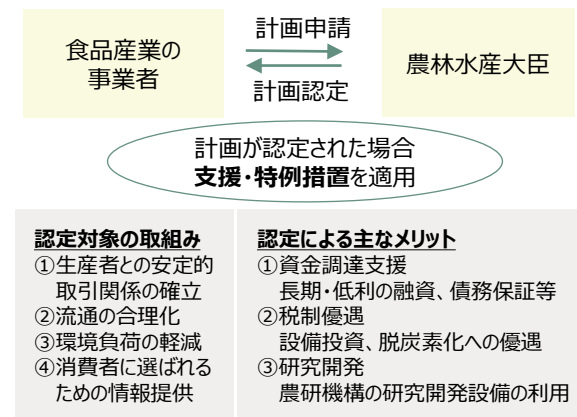 食品産業の
事業者
計画申請
計画認定
農林水産大臣
計画が認定された場合
支援・特例措置を適用
認定対象の取組み
①生産者との安定的
取引関係の確立
②流通の合理化
③環境負荷の軽減
④消費者に選ばれる
ための情報提供
認定による主なメリット
①資金調達支援
長期・低利の融資、債務保証等
②税制優遇
設備投資、脱炭素化への優遇
③研究開発
農研機構の研究開発設備の利用